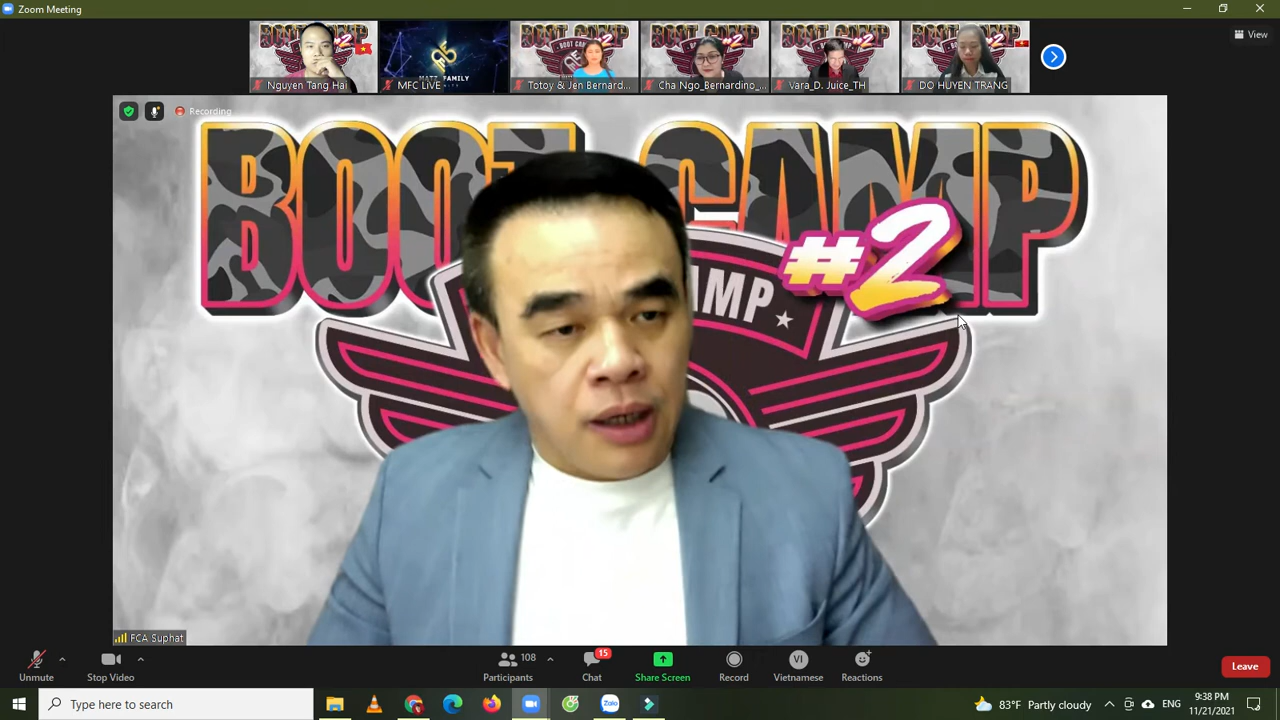 Zoom Meeting
View
Nguyen Tang Hai
MFC LiVE
Totoy & Jen Bernard...
Cha Ngo_Bernardino_...
Vara_D. Juice_TH
DO HUYEN TRANG
Recording
BOOT CAMP
#2
AMP
FCA Suphat
Unmute
Stop Video
108
Participants
15
Chat
Share Screen
Record
VI
Vietnamese
Reactions
Leave
Type here to search
Zalo
83°F Partly cloudy
ENG
9:38 PM
11/21/2021